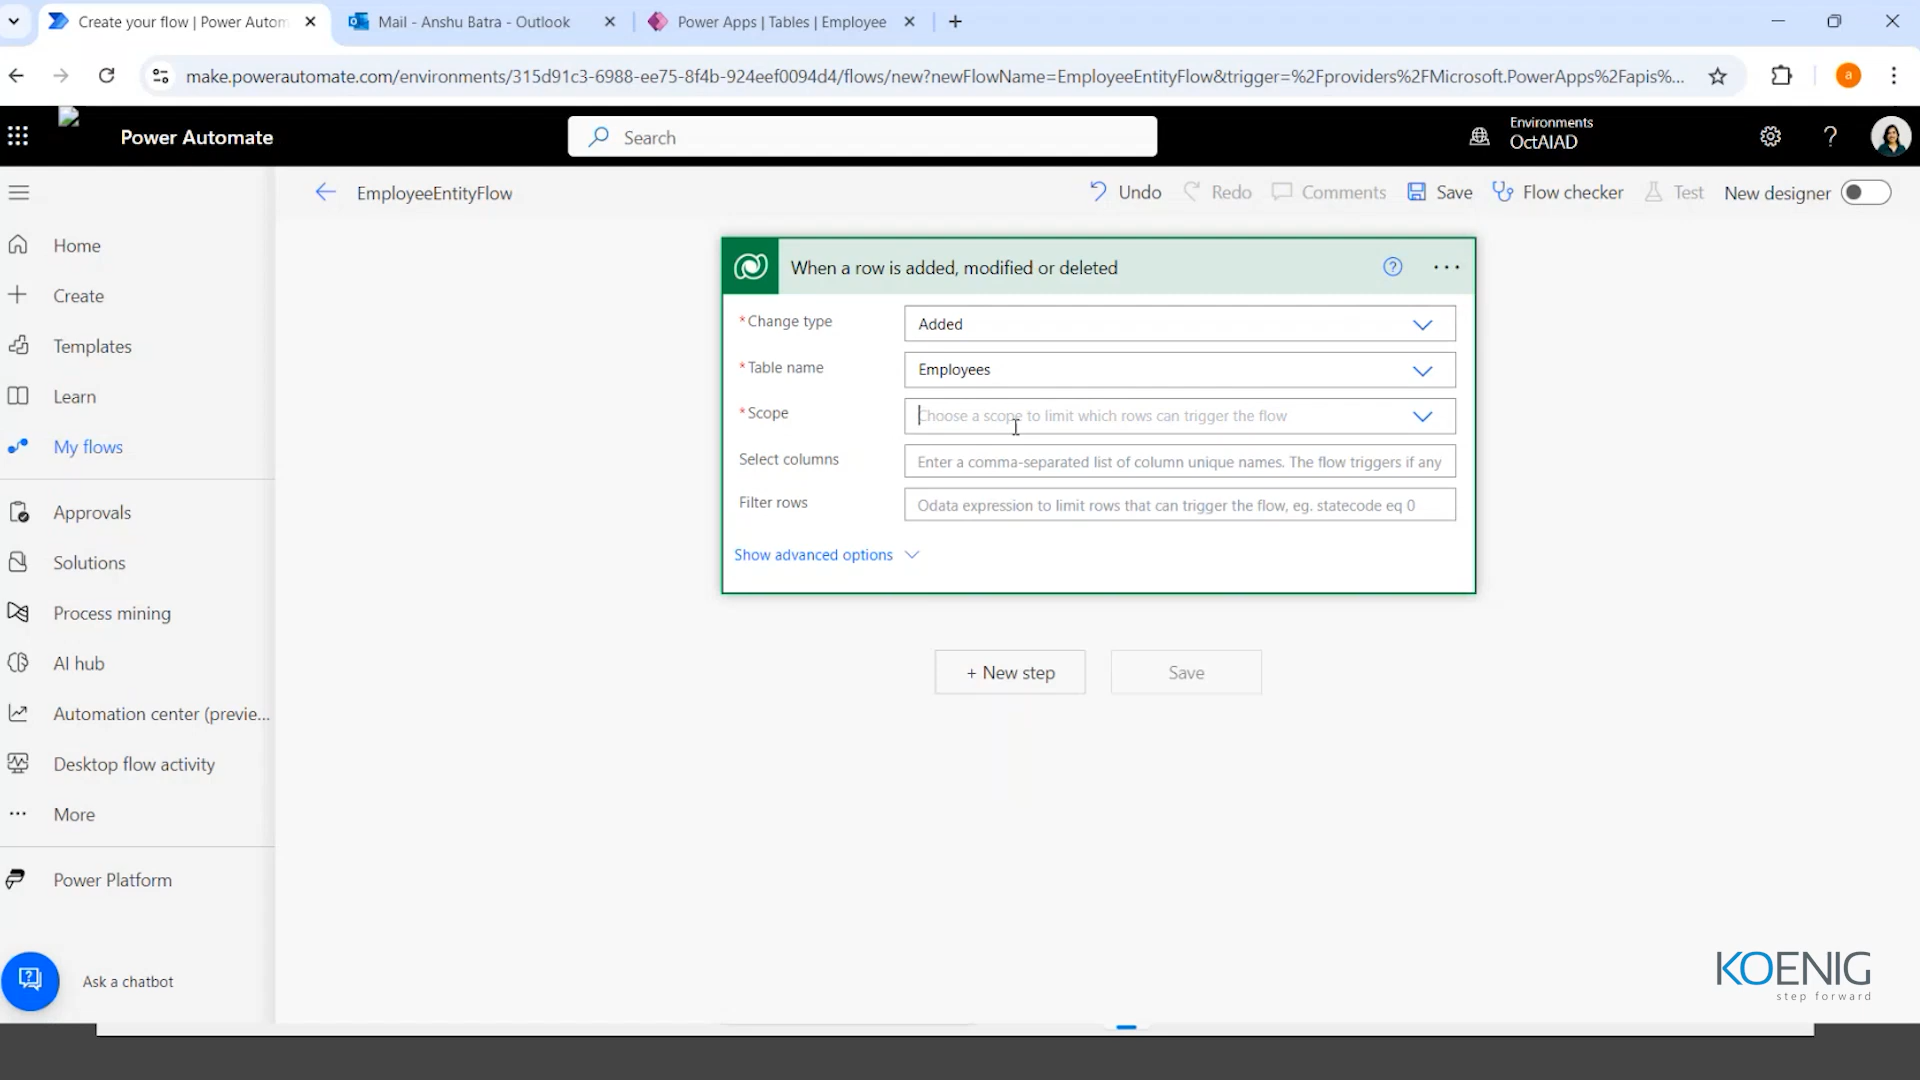 Create your flow | Power Autom
Mail - Anshu Batra - Outlook
Power Apps | Tables | Employee
make.powerautomate.com/environments/315d91c3-6988-ee75-8f4b-924eef0094d4/flows/new?newFlowName=EmployeeEntityFlow&trigger=%2Fproviders%2FMicrosoft.PowerApps%2Fapis%...
a
Power Automate
Search
Environments
OctAIAD
EmployeeEntityFlow
Undo
Redo
Comments
Save
Flow checker
Test
New designer
Home
Create
Templates
Learn
My flows
Approvals
Solutions
Process mining
AI hub
Automation center (previe...
Desktop flow activity
More
Power Platform
Ask a chatbot
When a row is added, modified or deleted
*Change type
Added
*Table name
Employees
*Scope
Choose a scope to limit which rows can trigger the flow
Select columns
Enter a comma-separated list of column unique names. The flow triggers if any
Filter rows
Odata expression to limit rows that can trigger the flow, eg. statecode eq 0
Show advanced options
+ New step
Save
KOENIG
step forward